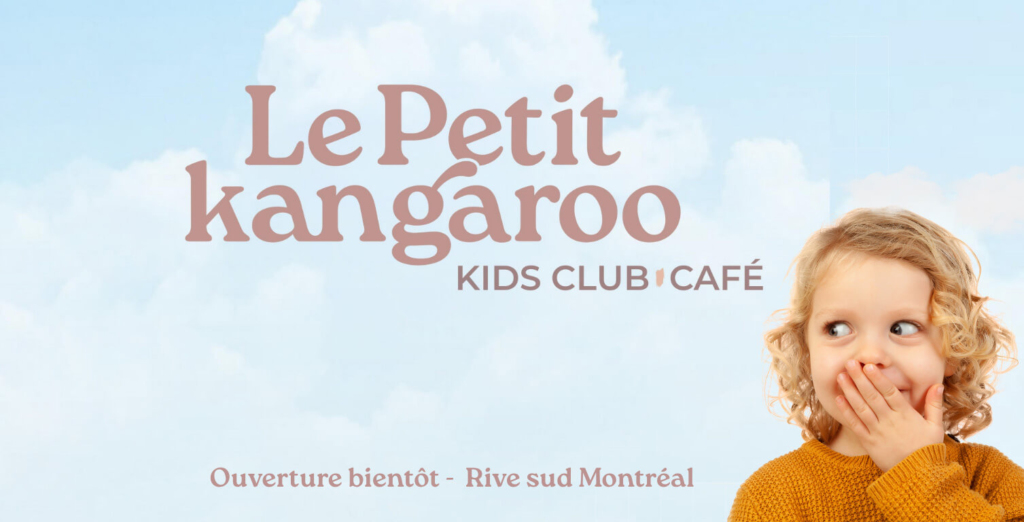 Le Petit
kangaroo
KIDS CLUB CAFÉ
Ouverture bientôt - Rive sud Montréal